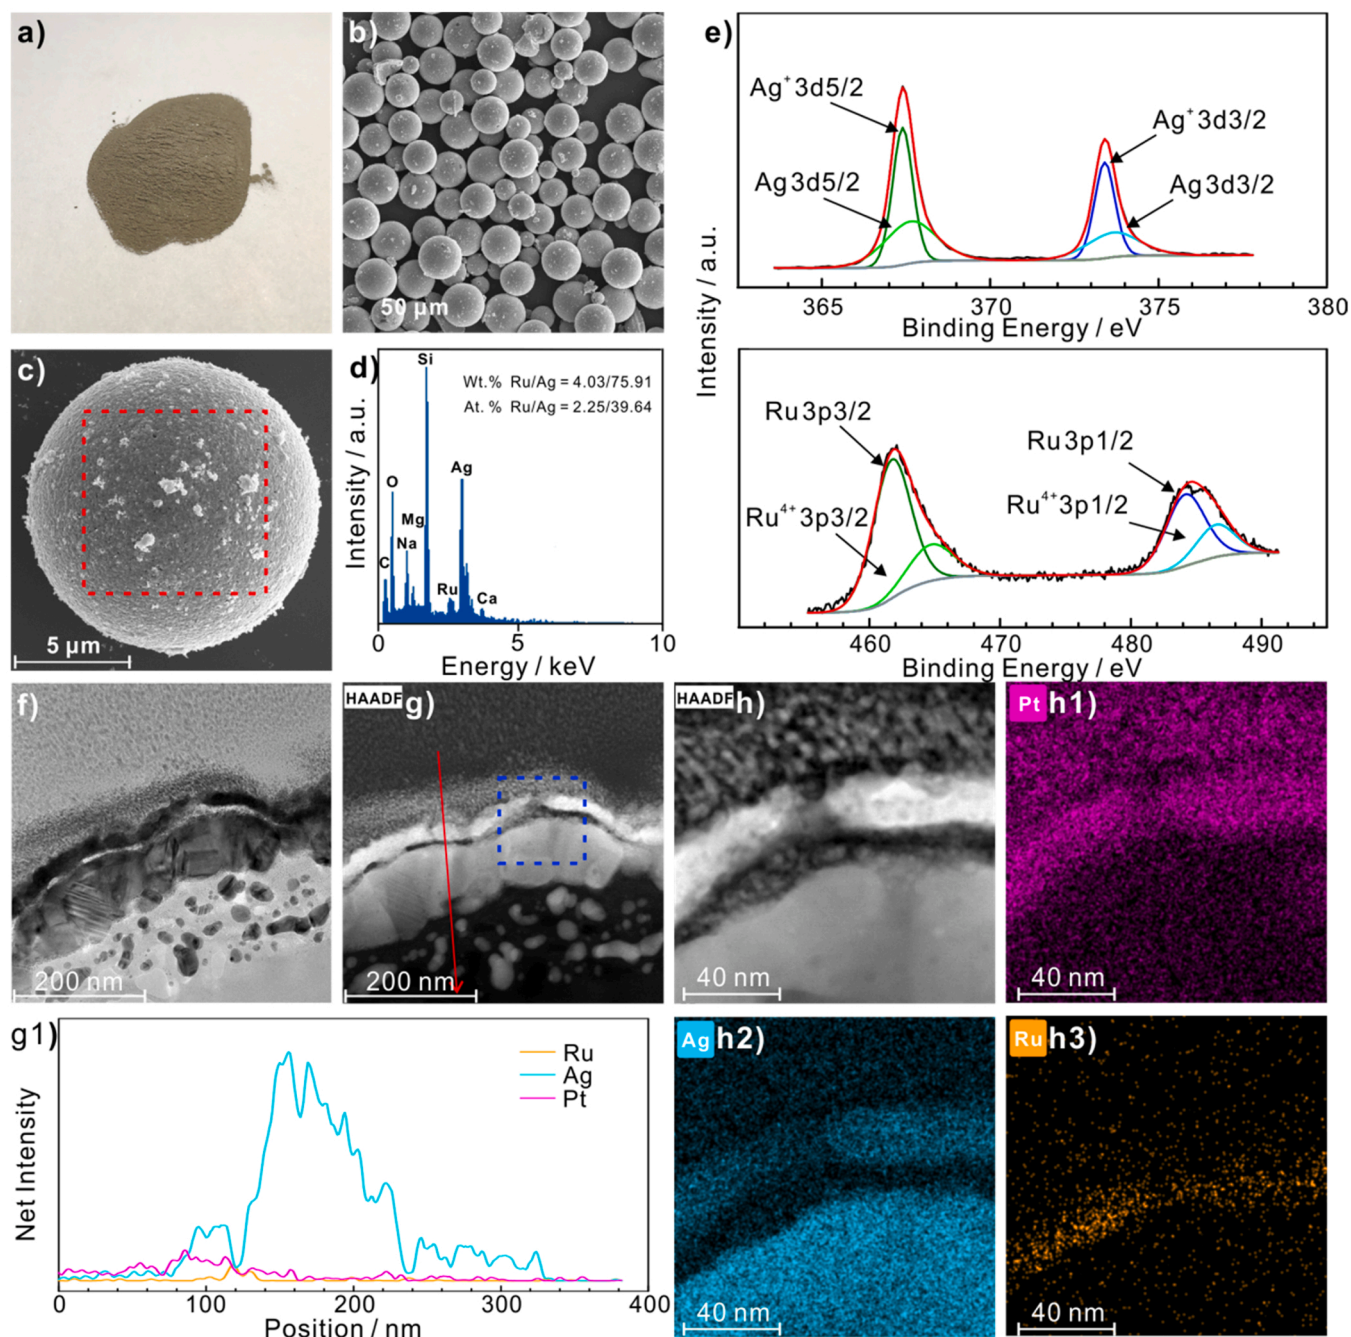 a)
b)
50 µm
c)
5 µm
d)
Wt.% Ru/Ag = 4.03/75.91
At. % Ru/Ag = 2.25/39.64
Si
O
Ag
Mg
Na
C
Ru
Ca
Intensity / a.u.
0 5 10
Energy / keV
e)
Ag⁺ 3d5/2
Ag 3d5/2
Ag⁺ 3d3/2
Ag 3d3/2
365 370 375 380
Binding Energy / eV
Intensity / a.u.
Ru 3p3/2
Ru⁴⁺ 3p3/2
Ru 3p1/2
Ru⁴⁺ 3p1/2
460 470 480 490
Binding Energy / eV
f)
200 nm
HAADF g)
200 nm
HAADF h)
40 nm
Pt h1)
40 nm
g1)
Ru
Ag
Pt
Net Intensity
0 100 200 300 400
Position / nm
Ag h2)
40 nm
Ru h3)
40 nm